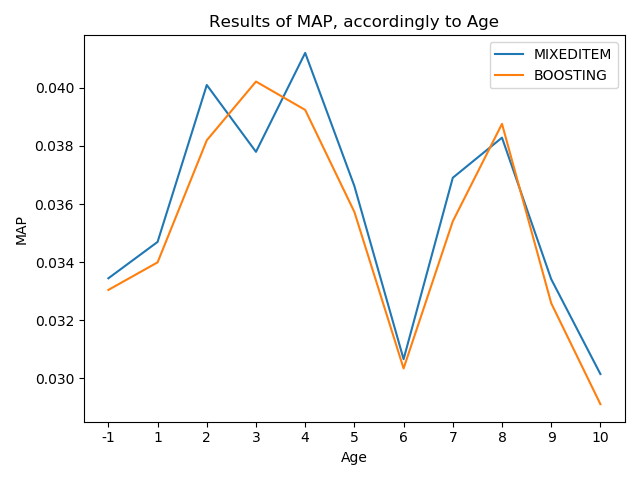 Results of MAP, accordingly to Age
MIXEDITEM
BOOSTING
0.040
0.038
0.036
0.034
0.032
0.030
MAP
-1 1 2 3 4 5 6 7 8 9 10
Age